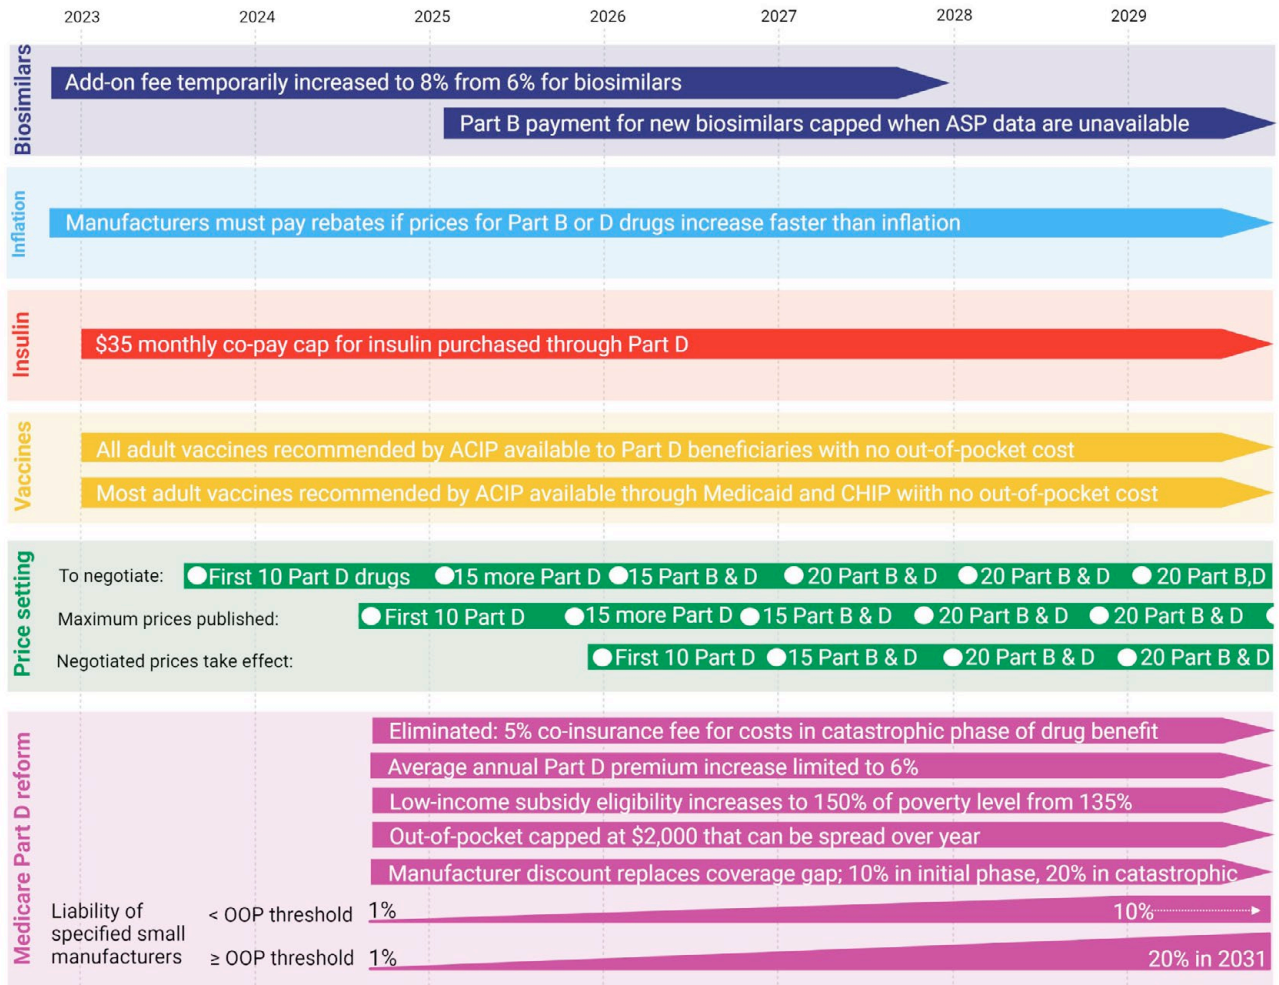 2023 2024 2025 2026 2027 2028 2029
Biosimilars
Add-on fee temporarily increased to 8% from 6% for biosimilars
Part B payment for new biosimilars capped when ASP data are unavailable
Inflation
Manufacturers must pay rebates if prices for Part B or D drugs increase faster than inflation
Insulin
$35 monthly co-pay cap for insulin purchased through Part D
Vaccines
All adult vaccines recommended by ACIP available to Part D beneficiaries with no out-of-pocket cost
Most adult vaccines recommended by ACIP available through Medicaid and CHIP wiith no out-of-pocket cost
Price seting
To negotiate: First 10 Part D drugs 15 more Part D 15 Part B & D 20 Part B & D 20 Part B & D 20 Part B,D
Maximum prices published: First 10 Part D 15 more Part D 15 Part B & D 20 Part B & D 20 Part B & D
Negotiated prices take effect: First 10 Part D 15 Part B & D 20 Part B & D 20 Part B & D
Medicare Part D reform
Eliminated: 5% co-insurance fee for costs in catastrophic phase of drug benefit
Average annual Part D premium increase limited to 6%
Low-income subsidy eligibility increases to 150% of poverty level from 135%
Out-of-pocket capped at $2,000 that can be spread over year
Manufacturer discount replaces coverage gap; 10% in initial phase, 20% in catastrophic
Liability of
specified small
manufacturers
< OOP threshold 1% 10%
≥ OOP threshold 1% 20% in 2031